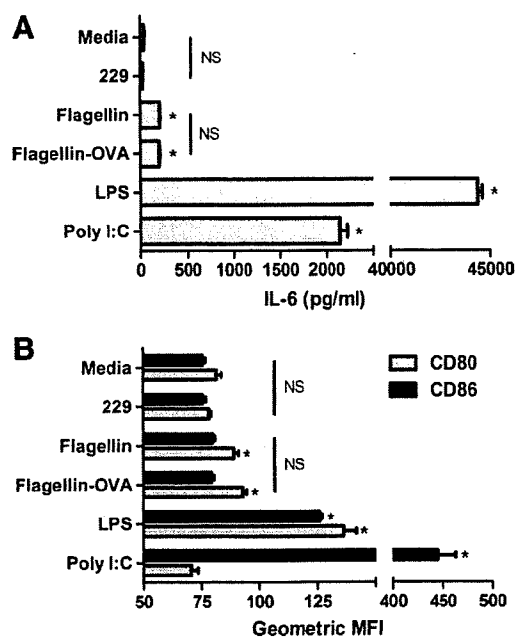 A
Media
229
Flagellin
Flagellin-OVA
LPS
Poly I:C
NS
NS
*
*
*
*
0 500 1000 1500 2000 40000 45000
IL-6 (pg/ml)
B
CD80
CD86
Media
229
Flagellin
Flagellin-OVA
LPS
Poly I:C
NS
NS
*
*
*
*
*
50 75 100 125 400 450 500
Geometric MFI